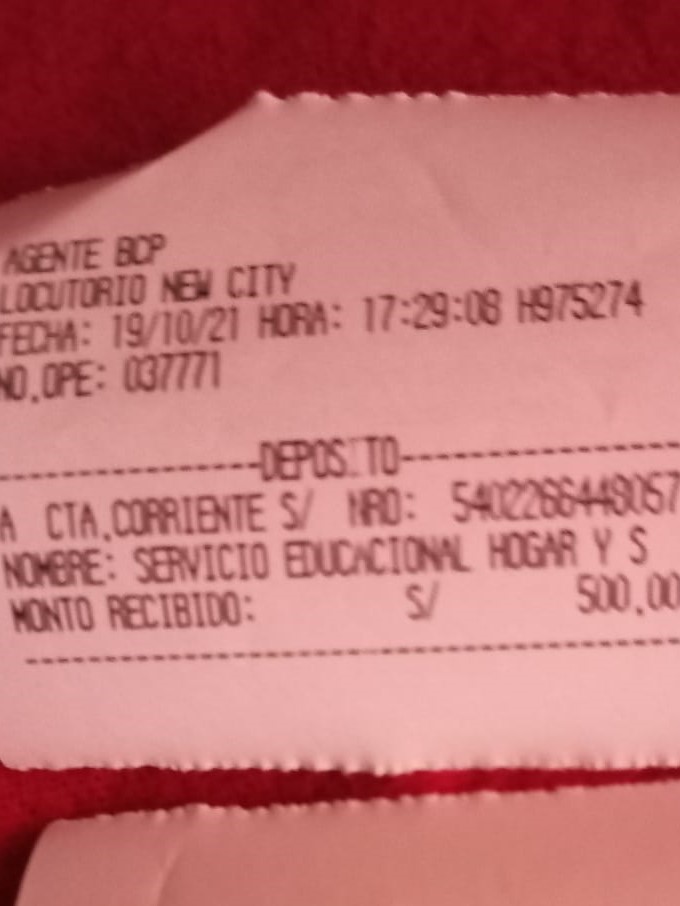 AGENTE BCP
LOCUTORIO NEW CITY
FECHA: 19/10/21 HORA: 17:29:08 H975274
NO.OPE: 037771
DEPOSITO
A CTA.CORRIENTE S/ NRO:
NOMBRE: SERVICIO EDUCACIONAL HOGAR Y S
MONTO RECIBIDO: S/ 500.00